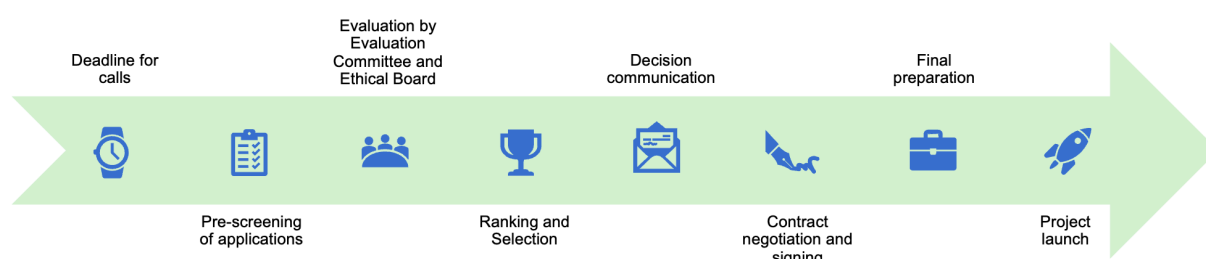 Deadline for
calls
Pre-screening
of applications
Evaluation by
Evaluation
Committee and
Ethical Board
Ranking and
Selection
Decision
communication
Contract
negotiation and
signing
Final
preparation
Project
launch